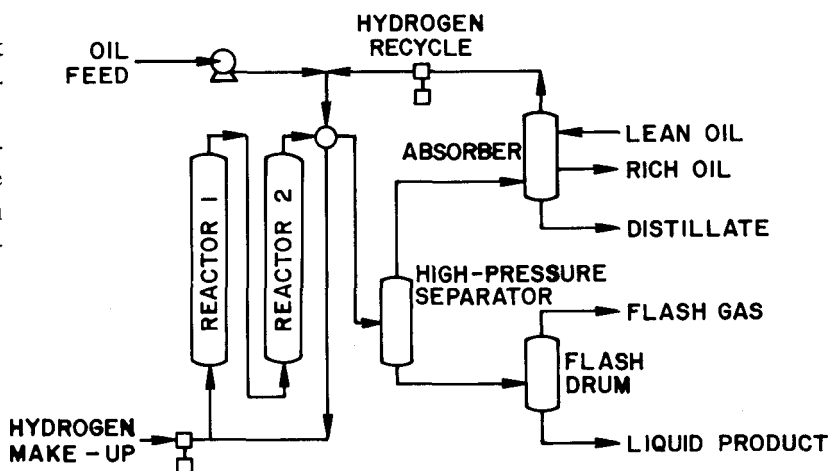 HYDROGEN
RECYCLE
OIL
FEED
LEAN OIL
ABSORBER
RICH OIL
DISTILLATE
REACTOR 1
REACTOR 2
HIGH-PRESSURE
SEPARATOR
FLASH GAS
FLASH
DRUM
HYDROGEN
MAKE-UP
LIQUID PRODUCT